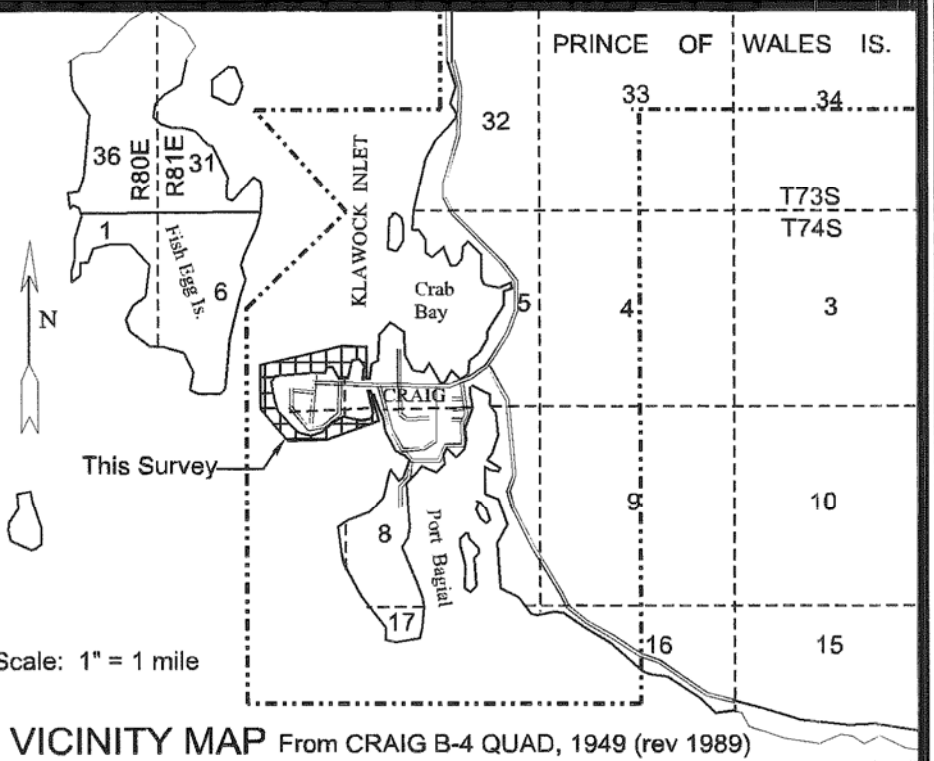 PRINCE OF WALES IS.
33
34
32
36
R80E
R81E
31
KLAWOCK INLET
T73S
T74S
1
Fish Egg Is.
6
Crab
Bay
5
4
3
N
CRAIG
This Survey
8
Port Bagial
9
10
17
16
15
Scale: 1" = 1 mile
VICINITY MAP From CRAIG B-4 QUAD, 1949 (rev 1989)